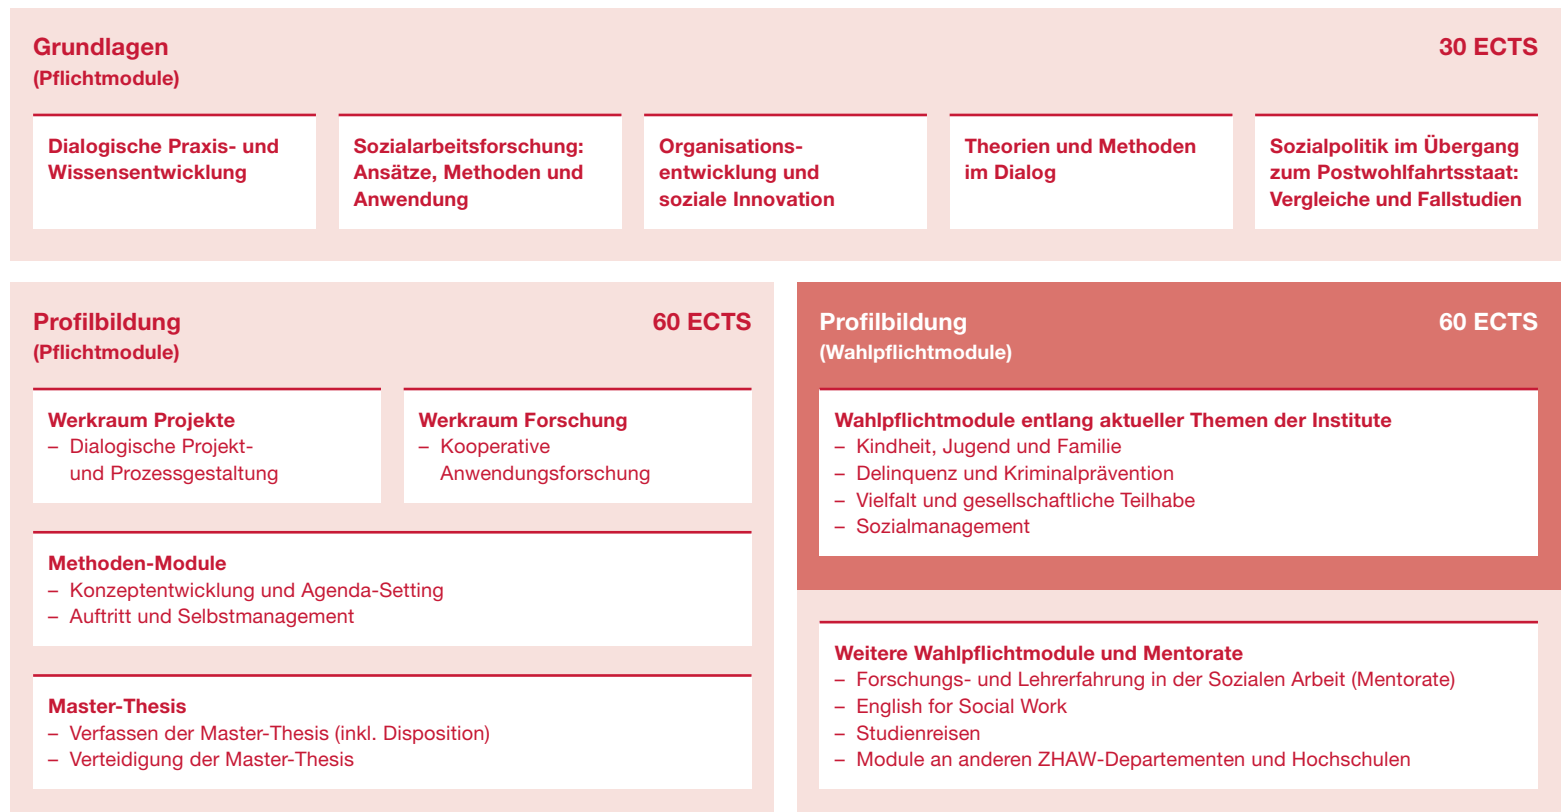 Grundlagen
30 ECTS
(Pflichtmodule)
Dialogische Praxis- und
Wissensentwicklung
Sozialarbeitsforschung:
Ansätze, Methoden und
Anwendung
Organisations-
entwicklung und
soziale Innovation
Theorien und Methoden
im Dialog
Sozialpolitik im Übergang
zum Postwohlfahrtsstaat:
Vergleiche und Fallstudien
Profilbildung
60 ECTS
(Pflichtmodule)
Werkraum Projekte
– Dialogische Projekt-
und Prozessgestaltung
Werkraum Forschung
– Kooperative
Anwendungsforschung
Methoden-Module
– Konzeptentwicklung und Agenda-Setting
– Auftritt und Selbstmanagement
Master-Thesis
– Verfassen der Master-Thesis (inkl. Disposition)
– Verteidigung der Master-Thesis
Profilbildung
60 ECTS
(Wahlpflichtmodule)
Wahlpflichtmodule entlang aktueller Themen der Institute
– Kindheit, Jugend und Familie
– Delinquenz und Kriminalprävention
– Vielfalt und gesellschaftliche Teilhabe
– Sozialmanagement
Weitere Wahlpflichtmodule und Mentorate
– Forschungs- und Lehrerfahrung in der Sozialen Arbeit (Mentorate)
– English for Social Work
– Studienreisen
– Module an anderen ZHAW-Departementen und Hochschulen